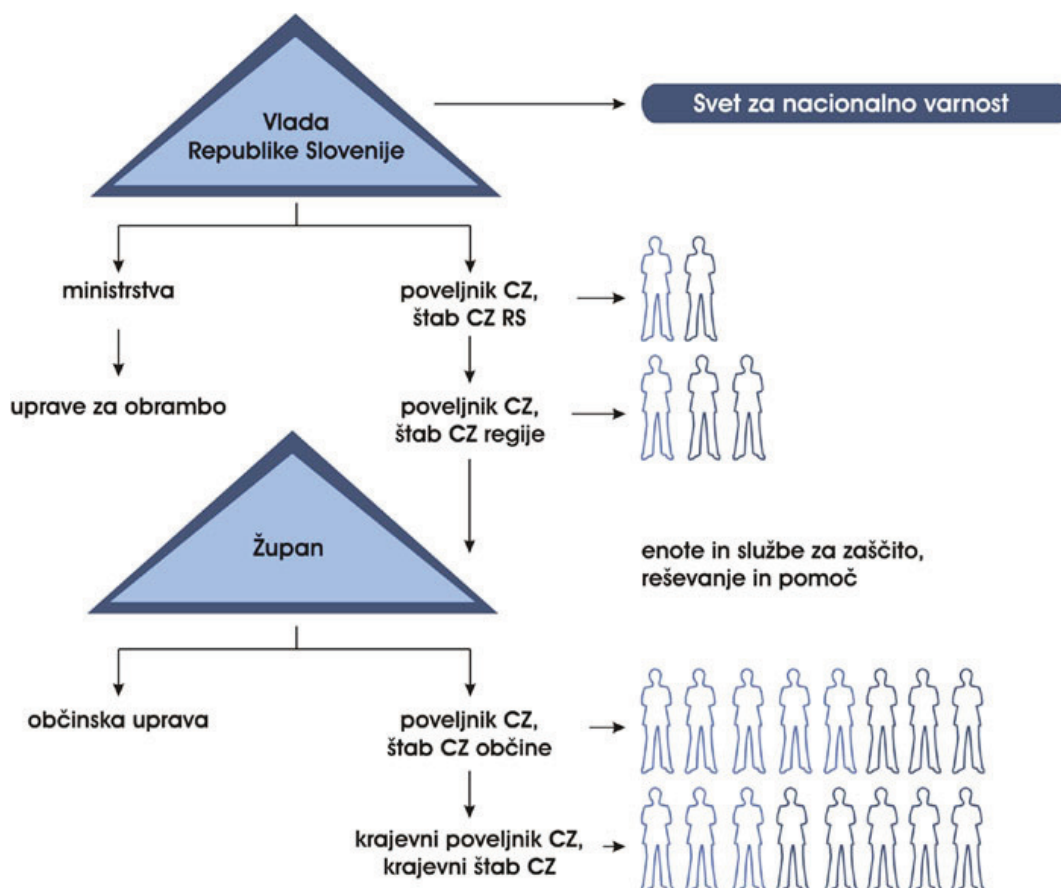 Vlada
Republike Slovenije
Svet za nacionalno varnost
ministrstva
poveljnik CZ,
štab CZ RS
uprave za obrambo
poveljnik CZ,
štab CZ regije
Župan
enote in službe za zaščito,
reševanje in pomoč
občinska uprava
poveljnik CZ,
štab CZ občine
krajevni poveljnik CZ,
krajevni štab CZ